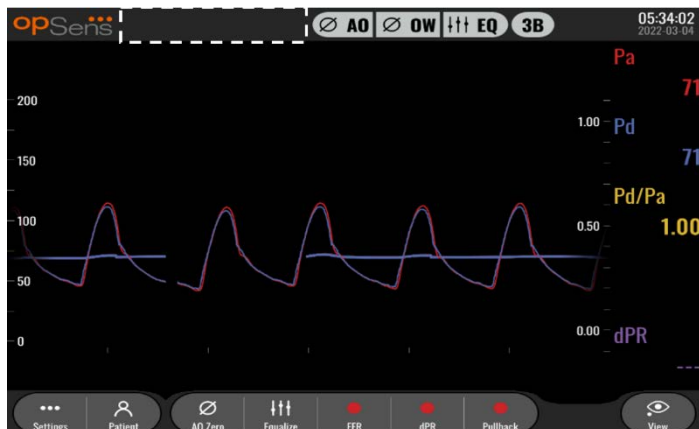 opSens
AO OW EQ 3B
05:34:02
2022-03-04
Pa
71
200
1.00
Pd
150
71
Pd/Pa
100
0.50
1.00
50
0
0.00
dPR
---
Settings Patient AO Zero Equalize FFR dPR Pullback View